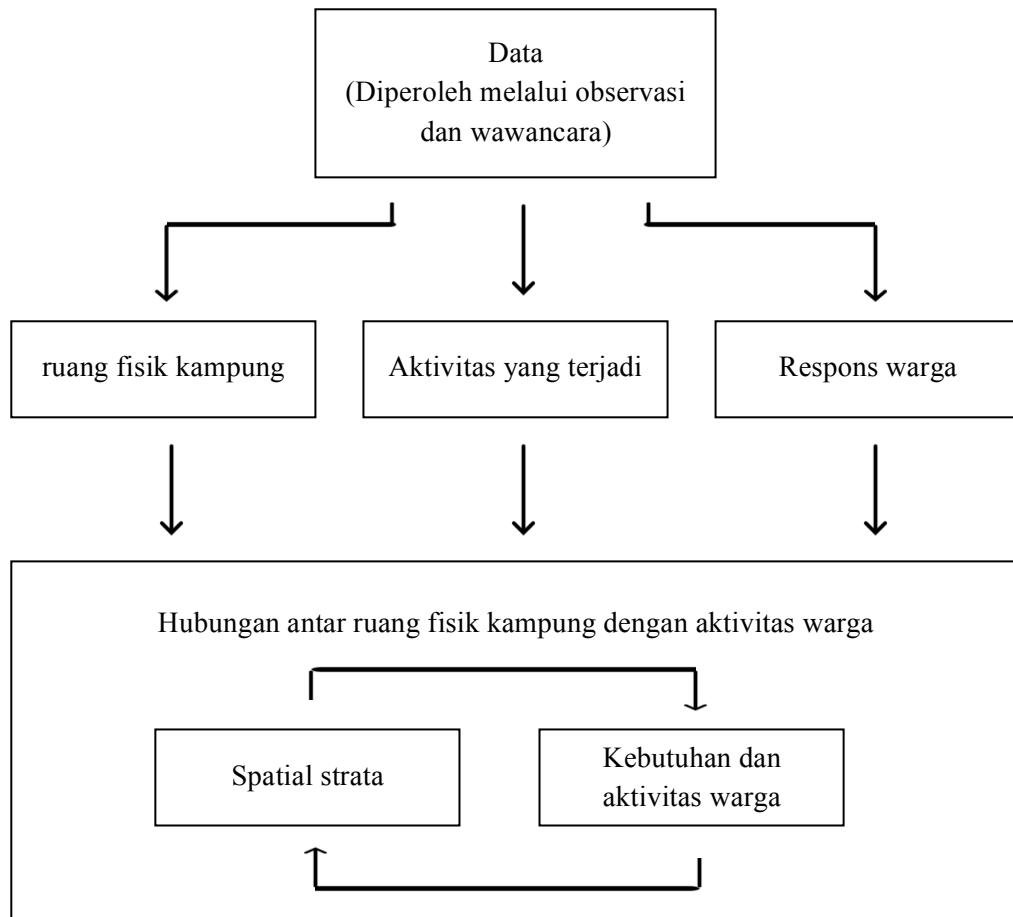 Data
(Diperoleh melalui observasi
dan wawancara)
ruang fisik kampung
Aktivitas yang terjadi
Respons warga
Hubungan antar ruang fisik kampung dengan aktivitas warga
Spatial strata
Kebutuhan dan
aktivitas warga